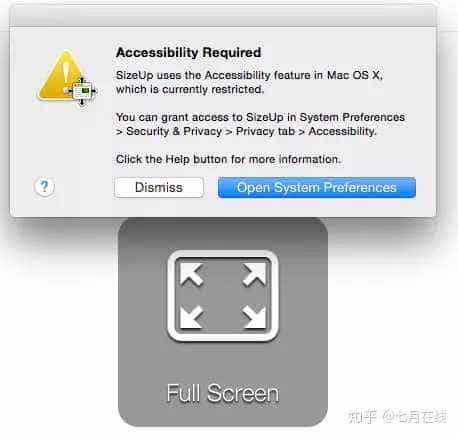 Accessibility Required
SizeUp uses the Accessibility feature in Mac OS X,
which is currently restricted.
You can grant access to SizeUp in System Preferences
> Security & Privacy > Privacy tab > Accessibility.
Click the Help button for more information.
?
Dismiss
Open System Preferences
Full Screen
知乎 @七月在线